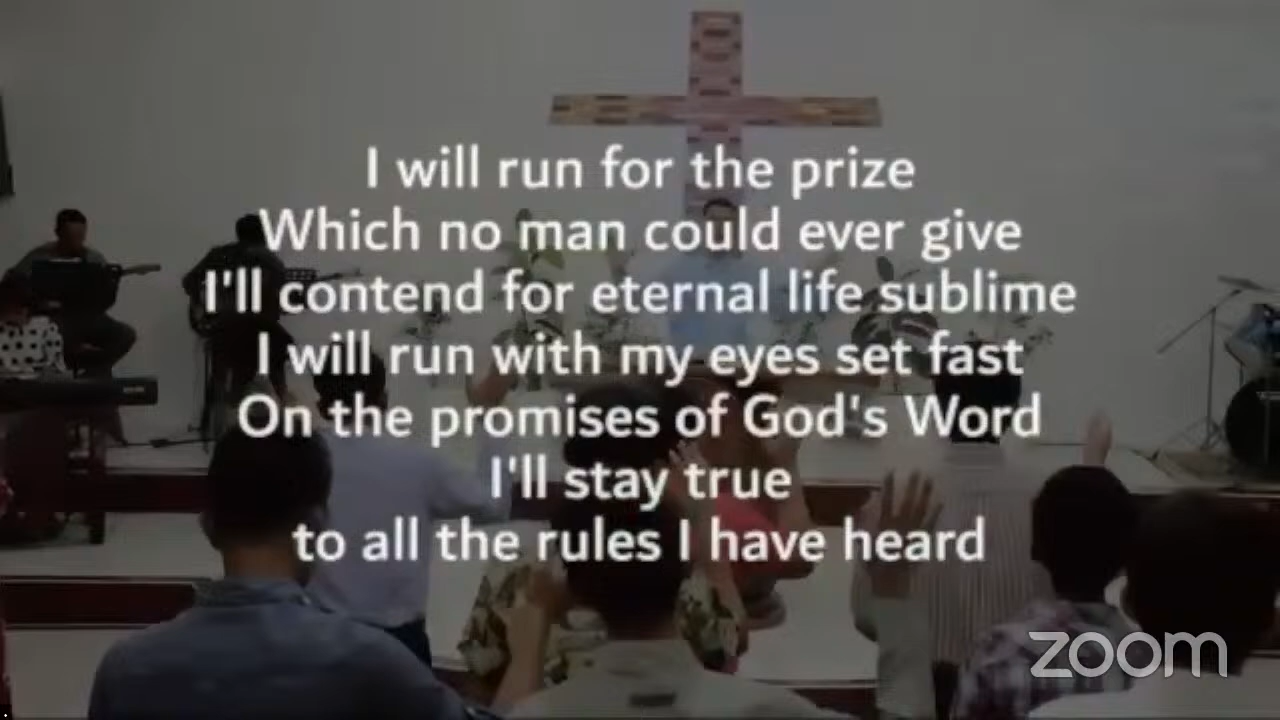 I will run for the prize
Which no man could ever give
I'll contend for eternal life sublime
I will run with my eyes set fast
On the promises of God's Word
I'll stay true
to all the rules I have heard
zoom